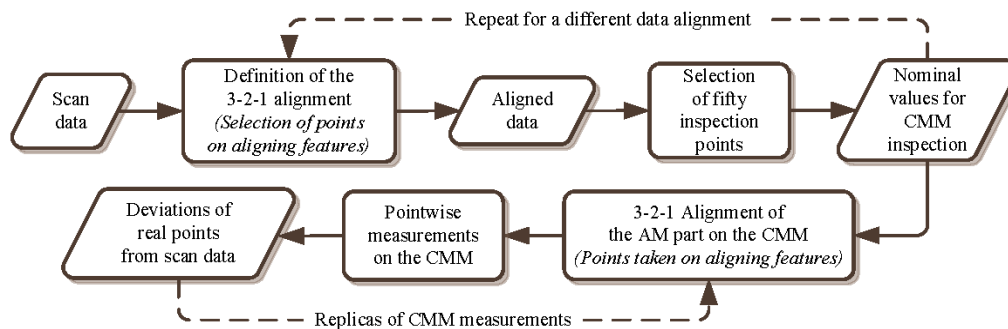 Repeat for a different data alignment
Scan
data
Definition of the
3-2-1 alignment
(Selection of points
on aligning features)
Aligned
data
Selection
of fifty
inspection
points
Nominal
values for
CMM
inspection
Deviations of
real points
from scan data
Pointwise
measurements
on the CMM
3-2-1 Alignment of
the AM part on the CMM
(Points taken on aligning features)
Replicas of CMM measurements